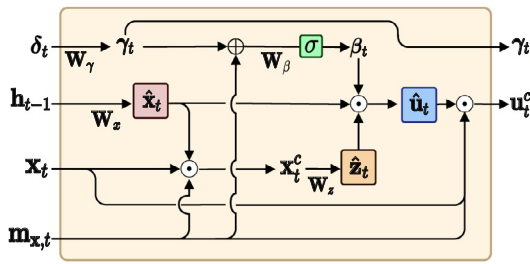 δ_t W_γ γ_t ⊕ W_β σ β_t γ_t
h_{t-1} W_x x̂_t ⊙ û_t ⊙ u_t^c
x_t ⊙ x_t^c W_z ẑ_t
m_{x,t}